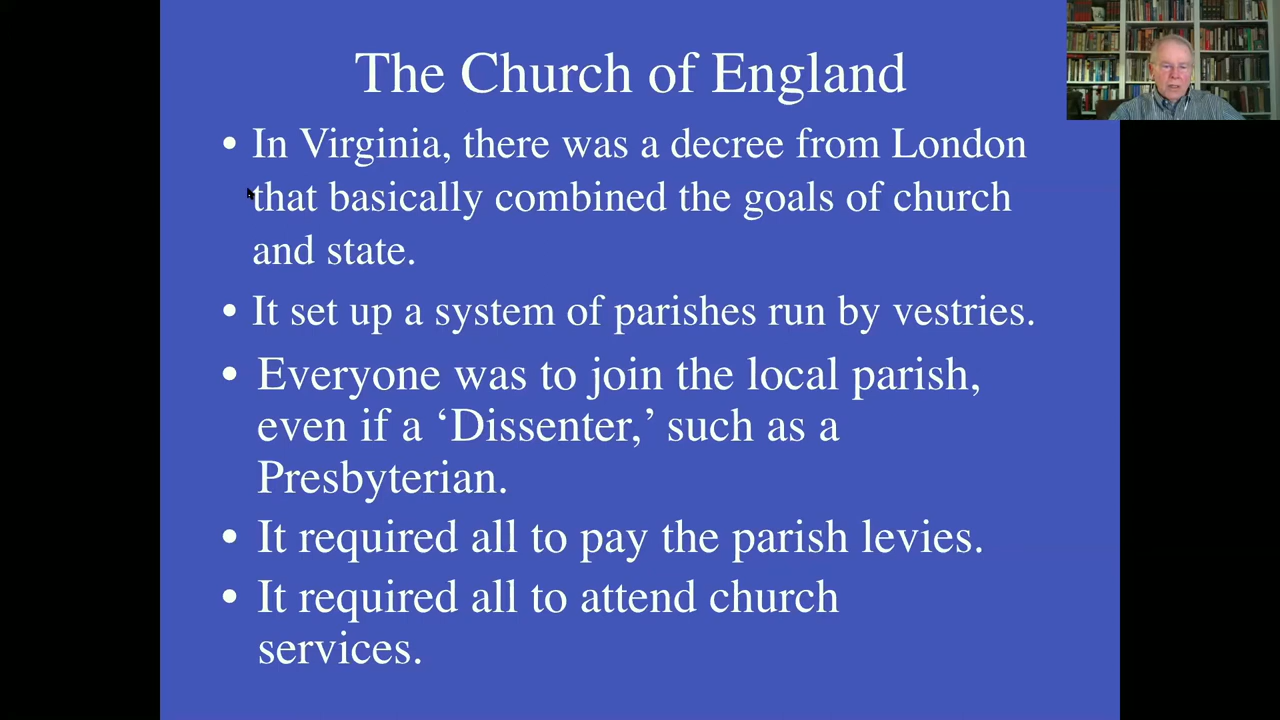 The Church of England
• In Virginia, there was a decree from London
that basically combined the goals of church
and state.
• It set up a system of parishes run by vestries.
• Everyone was to join the local parish,
even if a ‘Dissenter,’ such as a
Presbyterian.
• It required all to pay the parish levies.
• It required all to attend church
services.